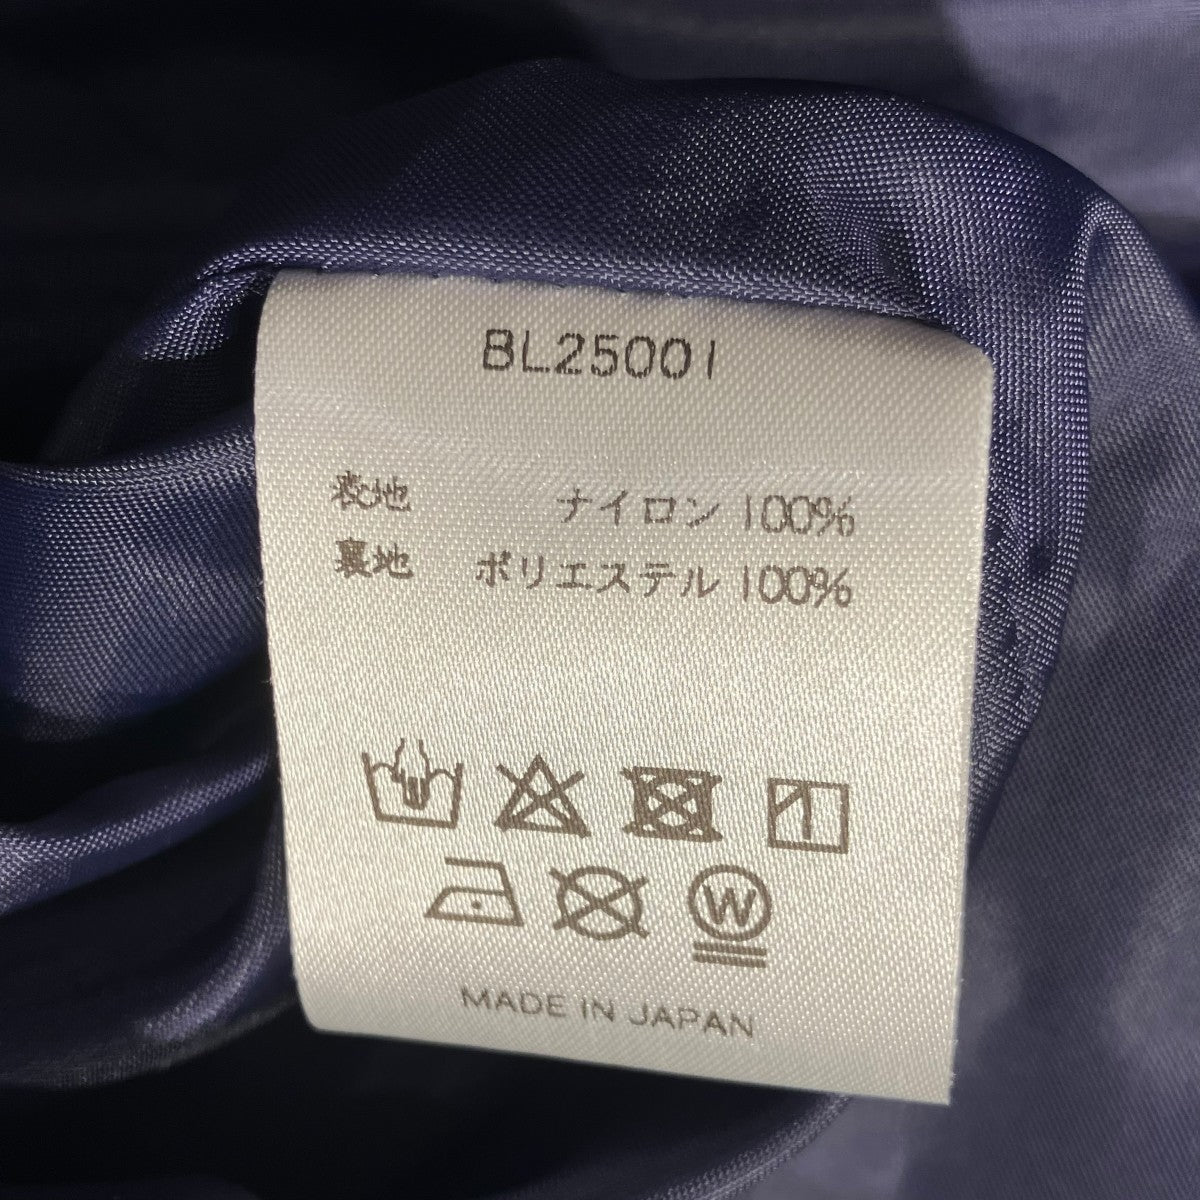 BL25001
表地 ナイロン 100%
裏地 ポリエステル 100%
W
MADE IN JAPAN